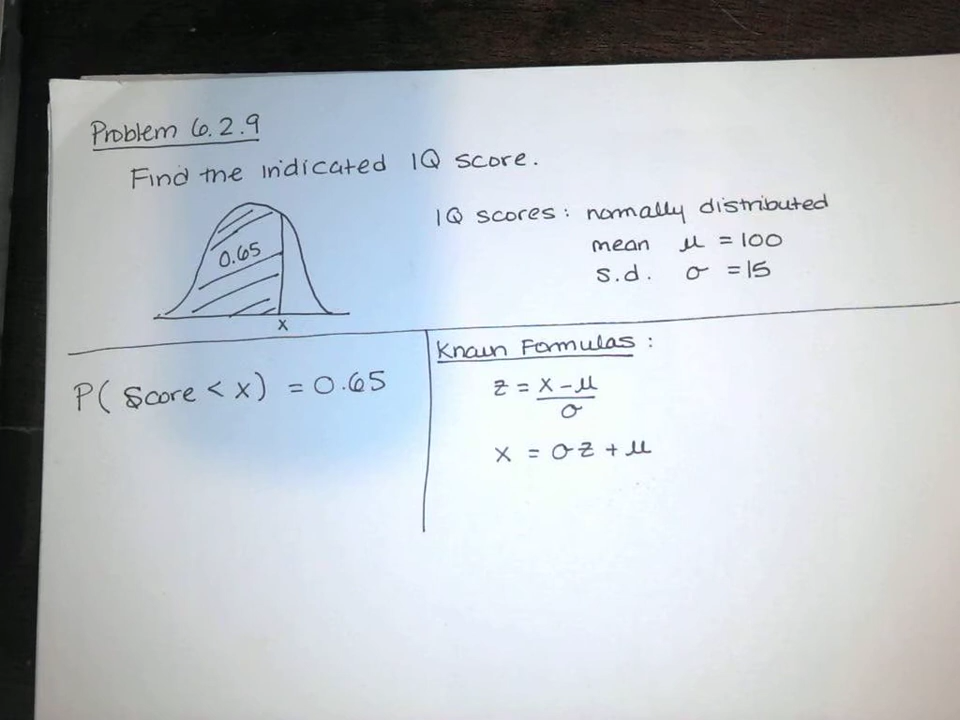 Problem 6.2.9
Find the indicated IQ score.
0.65
x
IQ scores: normally distributed
mean μ = 100
s.d. σ = 15
P( Score < x) = 0.65
Known Formulas :
z = x - μ / σ
x = σz + μ